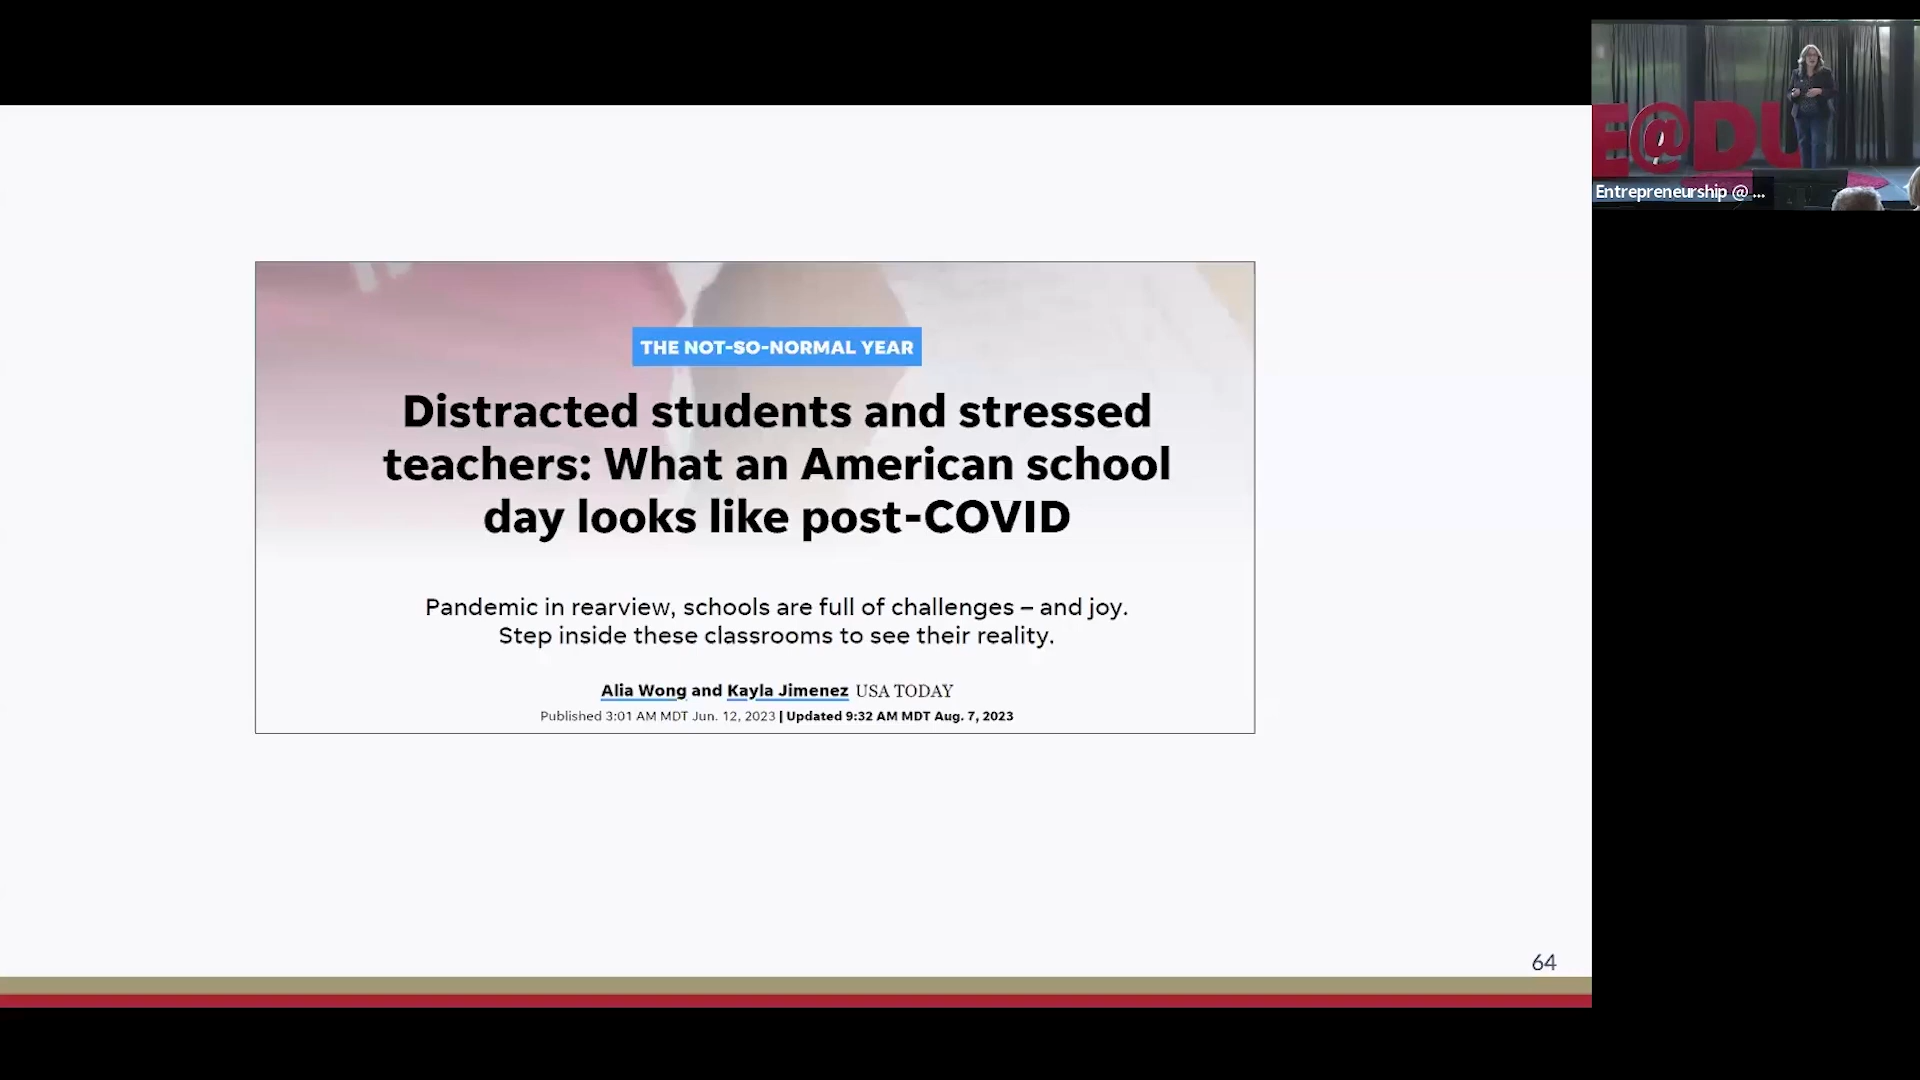 THE NOT-SO-NORMAL YEAR
Distracted students and stressed
teachers: What an American school
day looks like post-COVID
Pandemic in rearview, schools are full of challenges – and joy.
Step inside these classrooms to see their reality.
Alia Wong and Kayla Jimenez USA TODAY
Published 3:01 AM MDT Jun. 12, 2023 | Updated 9:32 AM MDT Aug. 7, 2023
64
E@DU
Entrepreneurship @ ...